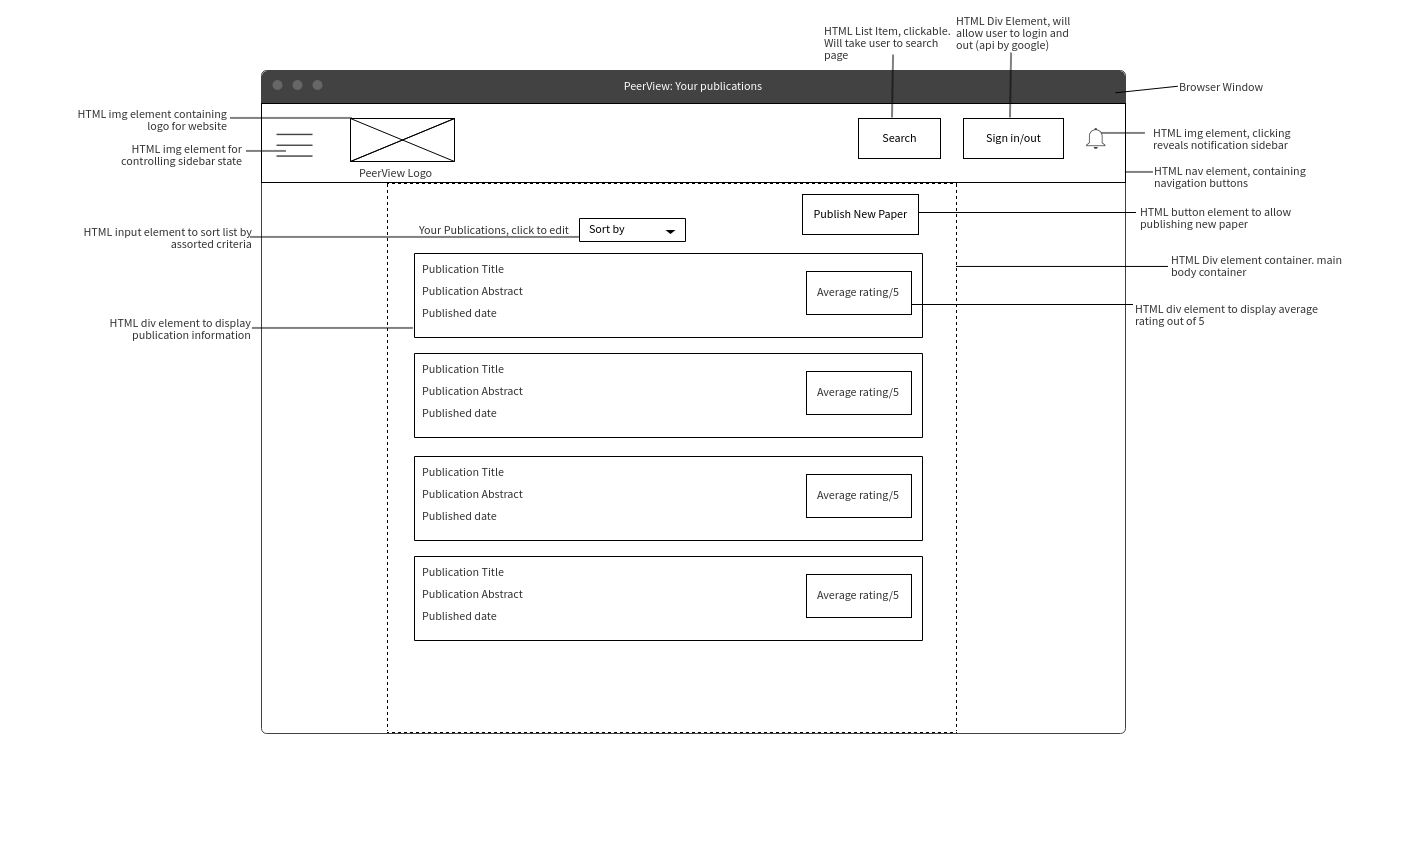 HTML List Item, clickable.
Will take user to search
page
HTML Div Element, will
allow user to login and
out (api by google)
PeerView: Your publications
Browser Window
HTML img element containing
logo for website
HTML img element for
controlling sidebar state
PeerView Logo
Search
Sign in/out
HTML img element, clicking
reveals notification sidebar
HTML nav element, containing
navigation buttons
Publish New Paper
HTML button element to allow
publishing new paper
HTML input element to sort list by
assorted criteria
Your Publications, click to edit
Sort by
HTML Div element container. main
body container
Publication Title
Publication Abstract
Published date
Average rating/5
HTML div element to display average
rating out of 5
HTML div element to display
publication information
Publication Title
Publication Abstract
Published date
Average rating/5
Publication Title
Publication Abstract
Published date
Average rating/5
Publication Title
Publication Abstract
Published date
Average rating/5